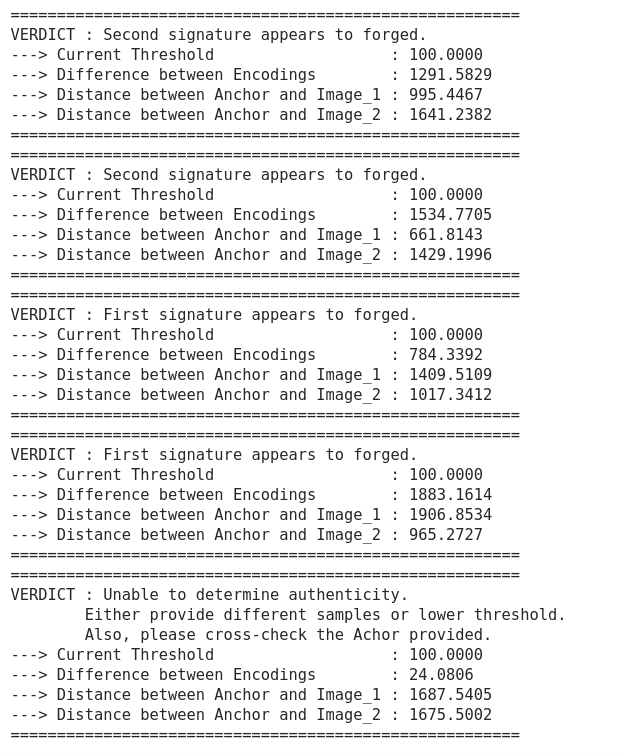 =======================================================
VERDICT : Second signature appears to forged.
---> Current Threshold                   : 100.0000
---> Difference between Encodings        : 1291.5829
---> Distance between Anchor and Image_1 : 995.4467
---> Distance between Anchor and Image_2 : 1641.2382
=======================================================
=======================================================
VERDICT : Second signature appears to forged.
---> Current Threshold                   : 100.0000
---> Difference between Encodings        : 1534.7705
---> Distance between Anchor and Image_1 : 661.8143
---> Distance between Anchor and Image_2 : 1429.1996
=======================================================
=======================================================
VERDICT : First signature appears to forged.
---> Current Threshold                   : 100.0000
---> Difference between Encodings        : 784.3392
---> Distance between Anchor and Image_1 : 1409.5109
---> Distance between Anchor and Image_2 : 1017.3412
=======================================================
=======================================================
VERDICT : First signature appears to forged.
---> Current Threshold                   : 100.0000
---> Difference between Encodings        : 1883.1614
---> Distance between Anchor and Image_1 : 1906.8534
---> Distance between Anchor and Image_2 : 965.2727
=======================================================
=======================================================
VERDICT : Unable to determine authenticity.
        Either provide different samples or lower threshold.
        Also, please cross-check the Achor provided.
---> Current Threshold                   : 100.0000
---> Difference between Encodings        : 24.0806
---> Distance between Anchor and Image_1 : 1687.5405
---> Distance between Anchor and Image_2 : 1675.5002
=======================================================